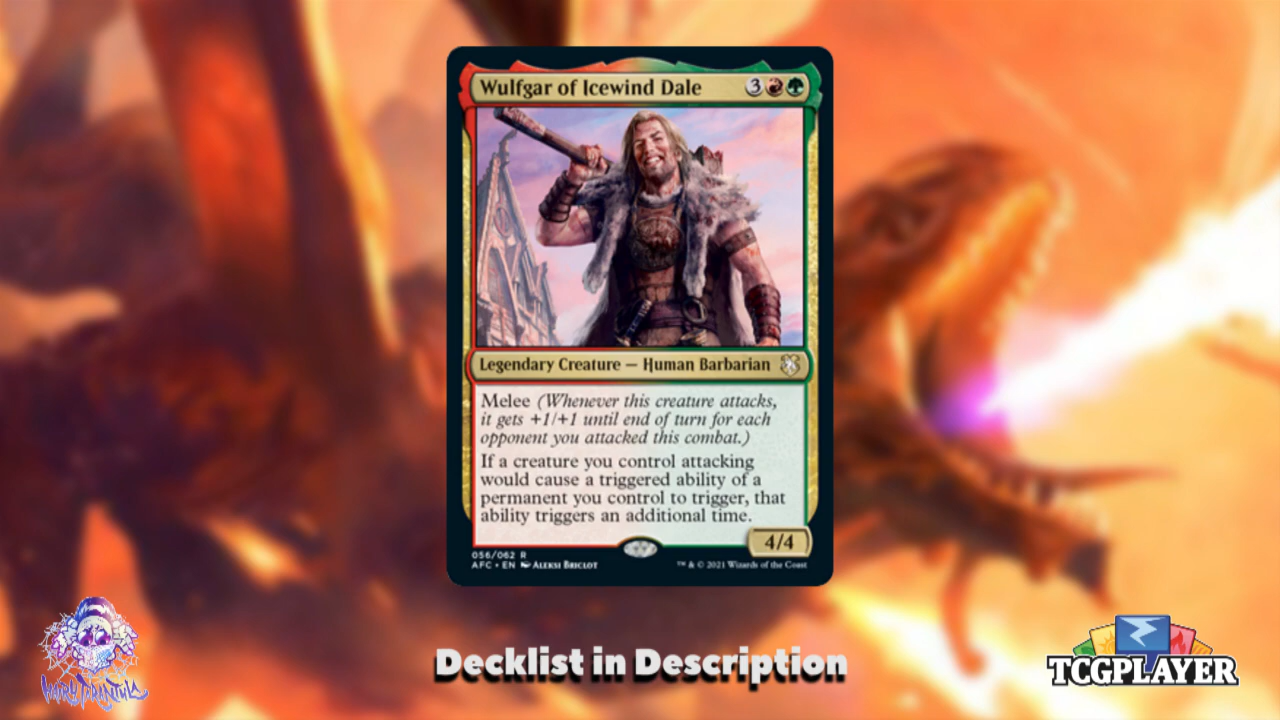 Wulfgar of Icewind Dale 3
Legendary Creature — Human Barbarian
Melee (Whenever this creature attacks,
it gets +1/+1 until end of turn for each
opponent you attacked this combat.)
If a creature you control attacking
would cause a triggered ability of a
permanent you control to trigger, that
ability triggers an additional time.
4/4
056/062 R
AFC • EN Aleksi Briclot
™ & © 2021 Wizards of the Coast
Decklist in Description
HAIRY TARANTULA
TCGPLAYER